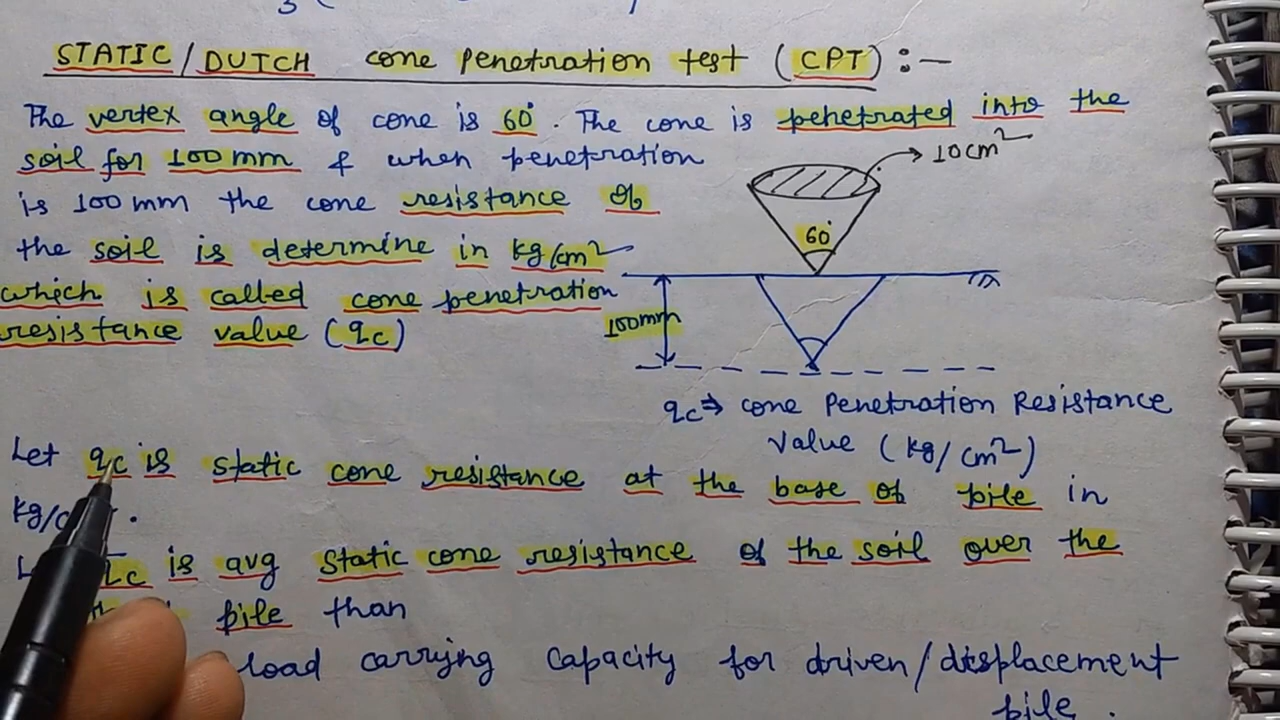 STATIC/DUTCH cone penetration test (CPT) :-
The vertex angle of cone is 60°. The cone is penetrated into the
soil for 100 mm & when penetration
is 100 mm the cone resistance of
the soil is determine in kg/cm²
which is called cone penetration
resistance value (qc)
10cm²
60°
100mm
qc ⇒ cone Penetration Resistance
Value (kg/cm²)
Let qc is static cone resistance at the base of pile in
kg/c
is avg static cone resistance of the soil over the
pile than
load carrying capacity for driven/displacement
pile.